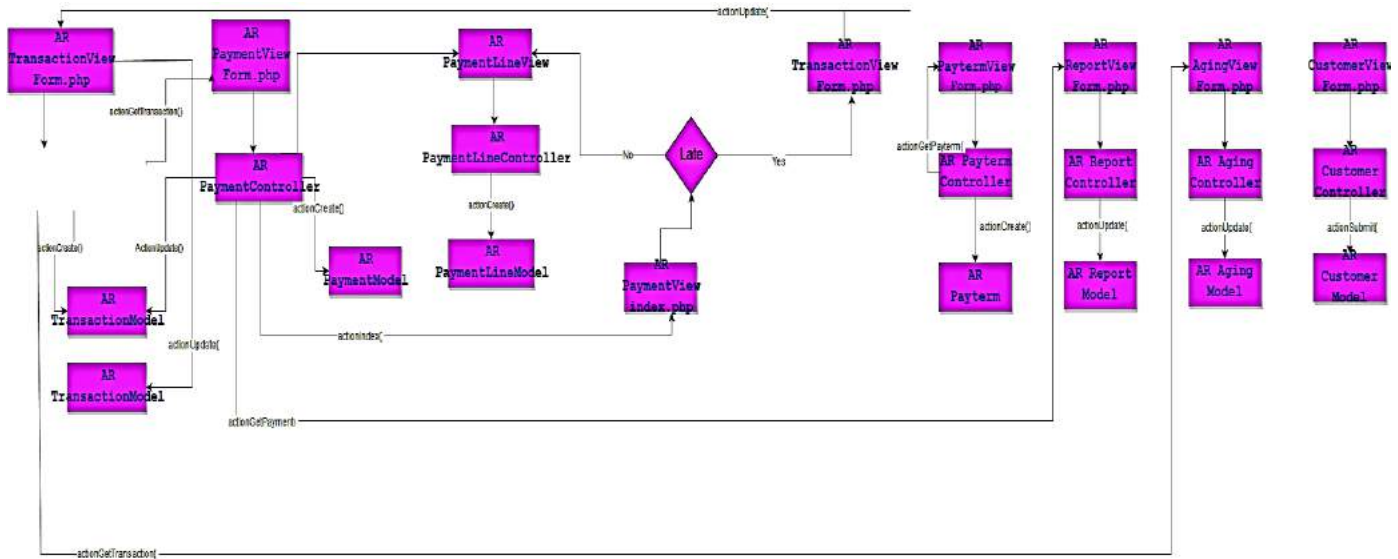 actionUpdate(
AR
TransactionView
Form.php
AR
PaymentView
Form.php
AR
PaymentLineView
AR
TransactionView
Form.php
AR
PaytermView
Form.php
AR
ReportView
Form.php
AR
AgingView
Form.php
AR
CustomerView
Form.php
actionGetTransaction()
AR
PaymentController
AR
PaymentLineController
Late
No
Yes
actionGetPayterm(
AR Payterm
Controller
AR Report
Controller
AR Aging
Controller
AR
Customer
Controller
actionCreate()
ActionUpdate()
actionCreate()
actionCreate()
actionCreate()
actionUpdate(
actionUpdate(
actionSubmit(
AR
PaymentModel
AR
PaymentLineModel
AR
PaymentView
index.php
AR
Payterm
AR Report
Model
AR Aging
Model
AR
Customer
Model
AR
TransactionModel
actionUpdate(
actionIndex(
AR
TransactionModel
actionGetPayment(
actionGetTransaction(